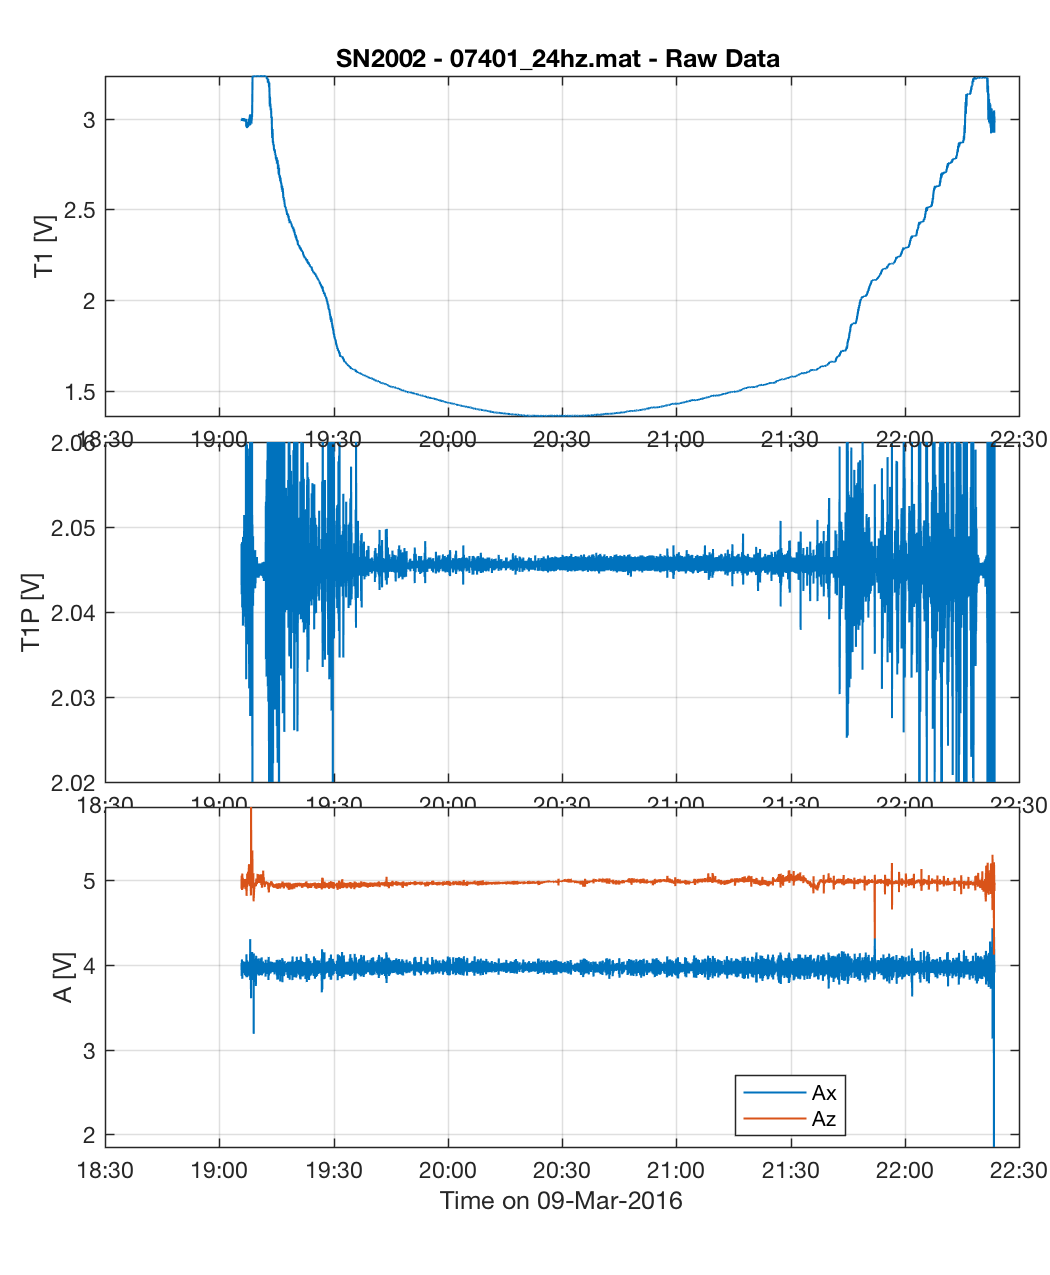 SN2002 - 07401_24hz.mat - Raw Data
3
2.5
2
1.5
T1 [V]
18:30 19:00 19:30 20:00 20:30 21:00 21:30 22:00 22:30
2.06
2.05
2.04
2.03
2.02
T1P [V]
18:30 19:00 19:30 20:00 20:30 21:00 21:30 22:00 22:30
5
4
3
2
A [V]
Ax
Az
18:30 19:00 19:30 20:00 20:30 21:00 21:30 22:00 22:30
Time on 09-Mar-2016